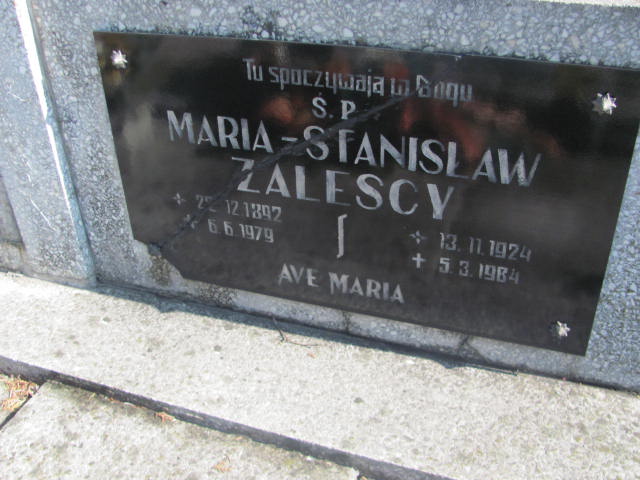 Tu spoczywają w Bogu
Ś. P.
MARIA – STANISŁAW
ZALESCY
+ 25.12.1892 + 13.11.1924
+ 6.6.1979 + 5.3.1984
AVE MARIA